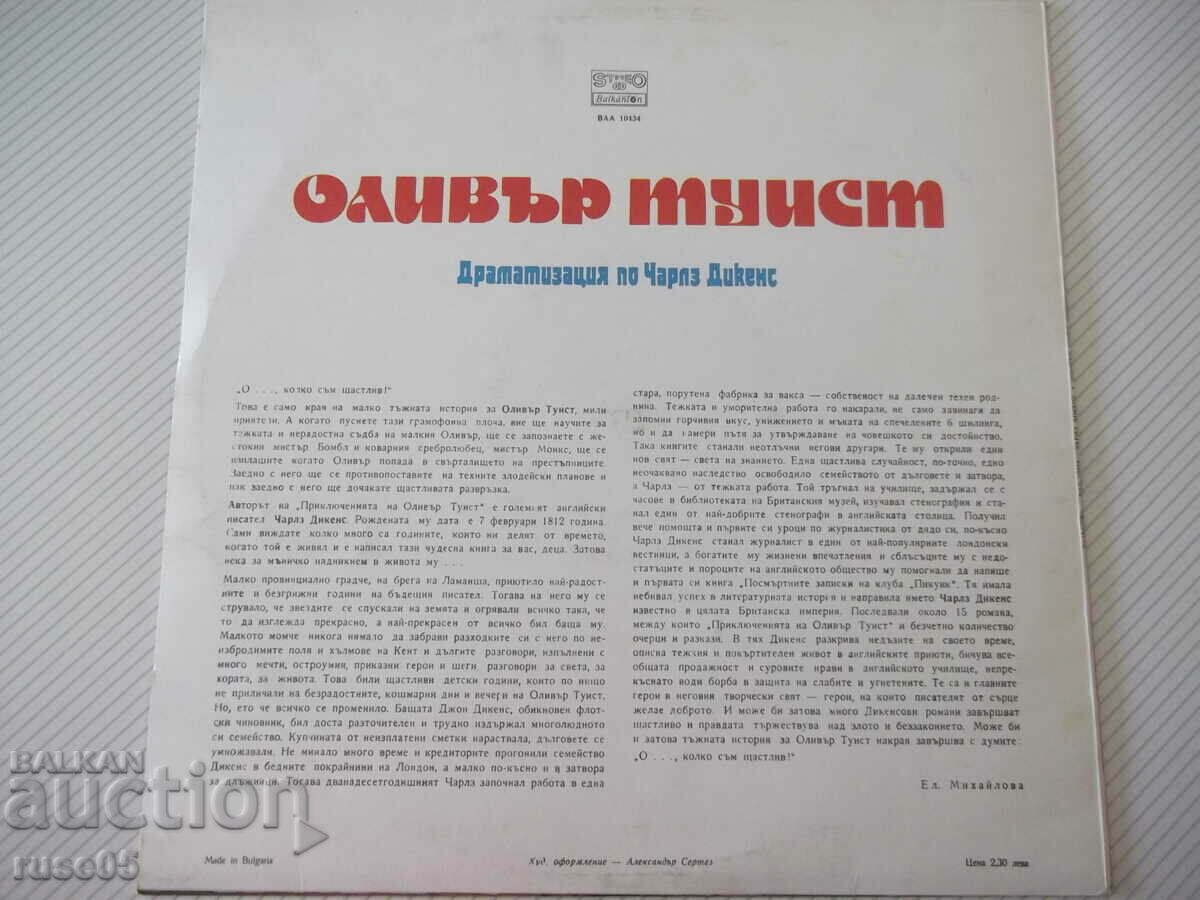 STEREO
Balkanton
ВАА 10434
ОЛИВЪР ТУИСТ
Драматизация по Чарлз Дикенс
„О . . ., колко съм щастлив!“
Това е само края на малко тъжната история за Оливър Туист, мили
приятели. А когато пуснете тази грамофонна плоча, вие ще научите за
тежката и нерадостна съдба на малкия Оливър, ще се запознаете с же-
стокия мистър Бомбл и коварния сребролюбец, мистър Монкс, ще се
изплашите когато Оливър попада в свърталището на престъпниците.
Заедно с него ще се противопоставите на техните злодейски планове и
пак заедно с него ще дочакате щастливата развръзка.
Авторът на „Приключенията на Оливър Туист“ е големият английски
писател Чарлз Дикенс. Рождената му дата е 7 февруари 1812 година.
Сами виждате колко много са годините, които ни делят от времето,
когато той е живял и е написал тази чудесна книга за вас, деца. Затова
нека за мъничко надникнем в живота му . . .
Малко провинциално градче, на брега на Ламанша, приютило най-радост-
ните и безгрижни години на бъдещия писател. Тогава на него му се
струвало, че звездите се спускали на земята и огрявали всичко така, че
то да изглежда прекрасно, а най-прекрасен от всичко бил баща му.
Малкото момче никога нямало да забрави разходките си с него по не-
избродимите поля и хълмове на Кент и дългите разговори, изпълнени с
много мечти, остроумия, приказни герои и шеги, разговори за света, за
хората, за живота. Това били щастливи детски години, които по нищо
не приличали на безрадостните, кошмарни дни и вечери на Оливър Туист.
Но, ето че всичко се променило. Бащата Джон Дикенс, обикновен флот-
ски чиновник, бил доста разточителен и трудно издържал многолюдното
си семейство. Купчината от неизплатени сметки нараствала, дълговете се
умножавали. Не минало много време и кредиторите прогонили семейство
Дикенс в бедните покрайнини на Лондон, а малко по-късно и в затвора
за длъжници. Тогава дванадесетгодишният Чарлз започнал работа в една
стара, порутена фабрика за вакса — собственост на далечен техен род-
нина. Тежката и уморителна работа го накарали, не само завинаги да
запомни горчивия вкус, унижението и мъката на спечелените 6 шилинга,
но и да намери пътя за утвърждаване на човешкото си достойнство.
Така книгите станали неотлъчни негови другари. Те му открили един
нов свят — света на знанието. Една щастлива случайност, по-точно, едно
неочаквано наследство освободило семейството от дълговете и затвора,
а Чарлз — от тежката работа. Той тръгнал на училище, задържал се с
часове в библиотеката на Британския музей, изучавал стенография и ста-
нал един от най-добрите стенографи в английската столица. Получил
вече помощта и първите си уроци по журналистика от дядо си, по-късно
Чарлз Дикенс станал журналист в един от най-популярните лондонски
вестници, а богатите му жизнени впечатления и сблъсъците му с недо-
статъците и пороците на английското общество му помогнали да напише
и първата си книга „Посмъртните записки на клуба „Пикуик“. Тя имала
небивал успех в литературната история и направила името Чарлз Дикенс
известно в цялата Британска империя. Последвали около 15 романа,
между които „Приключенията на Оливър Туист“ и безчетно количество
очерци и разкази. В тях Дикенс разкрива недъзите на своето време,
описва тежкия и покъртителен живот в английските приюти, бичува все-
общата продажност и суровите нрави в английското училище, непре-
къснато води борба в защита на слабите и угнетените. Те са и главните
герои в неговия творчески свят — герои, на които писателят от сърце
желае доброто. И може би затова много Дикенсови романи завършват
щастливо и правдата тържествува над злото и беззаконието. Може би
и затова тъжната история за Оливър Туист накрая завършва с думите:
"О . . ., колко съм щастлив!"
Ел. Михайлова
Made in Bulgaria
Худ. оформление — Александър Сертев
Цена 2,30 лева
BALKAN
auction
ruse05